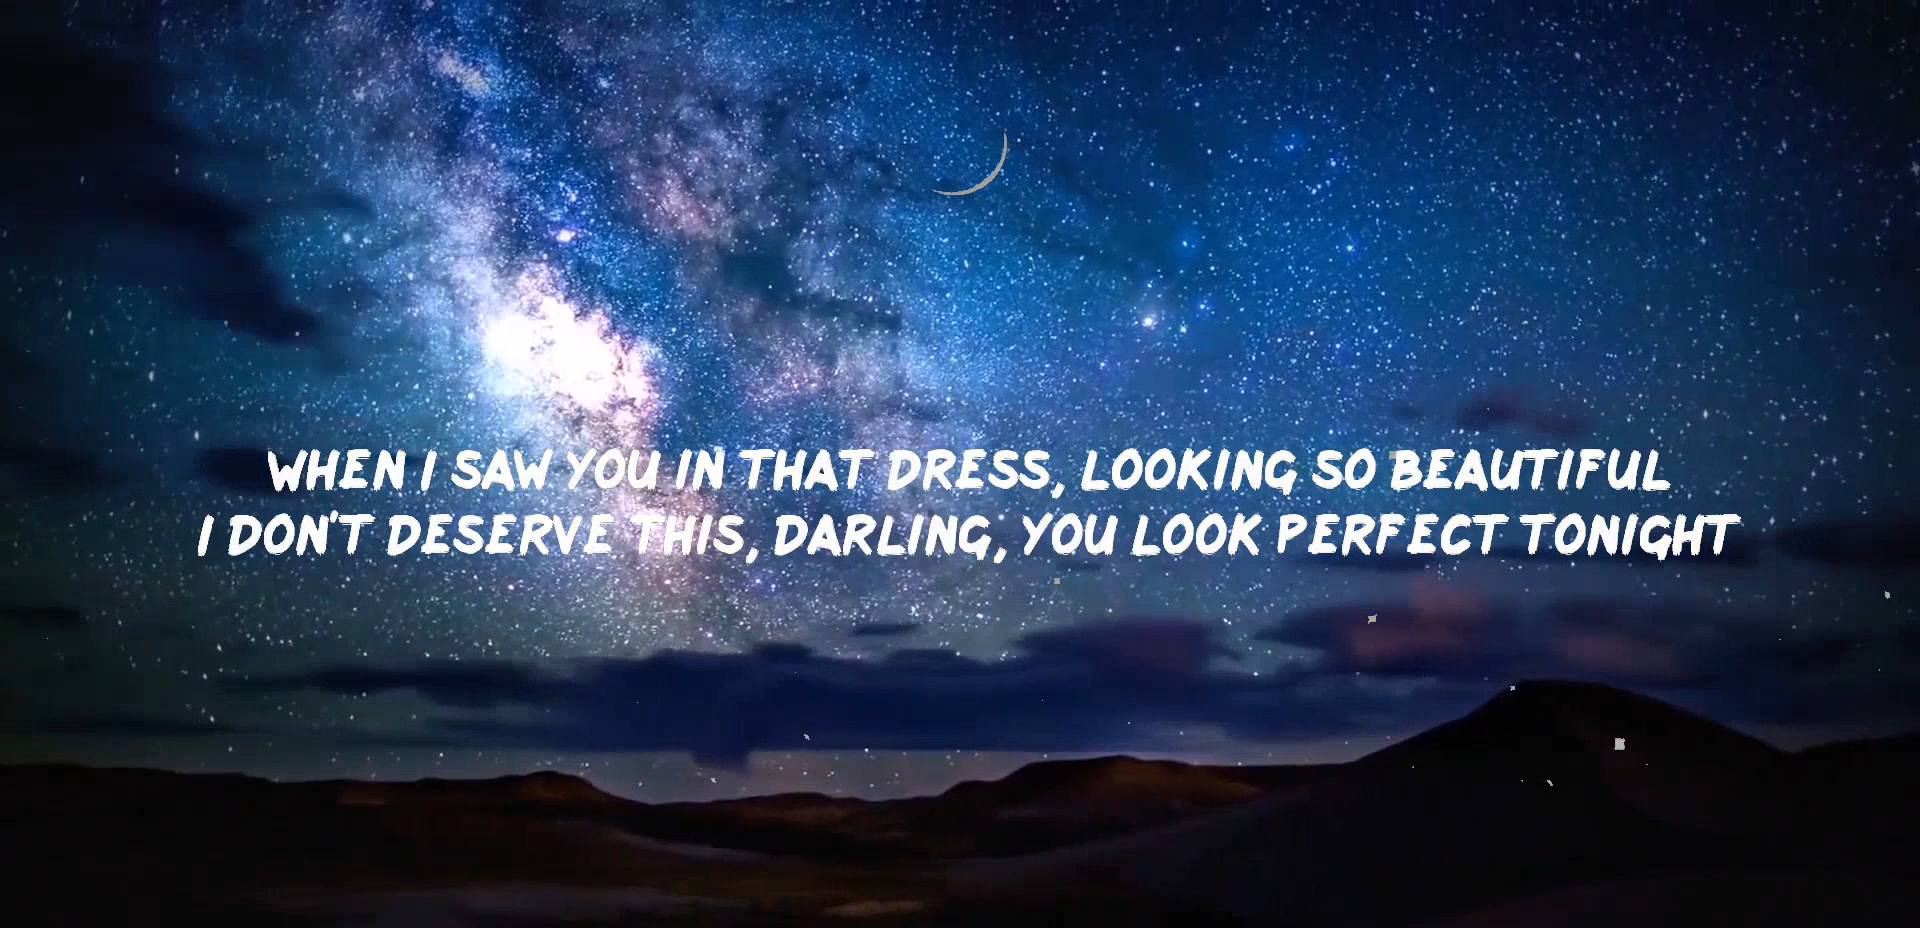 WHEN I SAW YOU IN THAT DRESS, LOOKING SO BEAUTIFUL
I DON'T DESERVE THIS, DARLING, YOU LOOK PERFECT TONIGHT